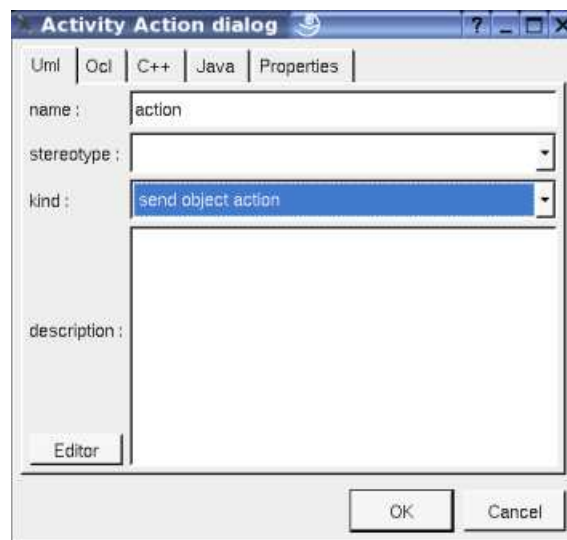 Activity Action dialog ? _ □ X
Uml Ocl C++ Java Properties
name : action
stereotype :
kind : send object action
description :
Editor
OK Cancel